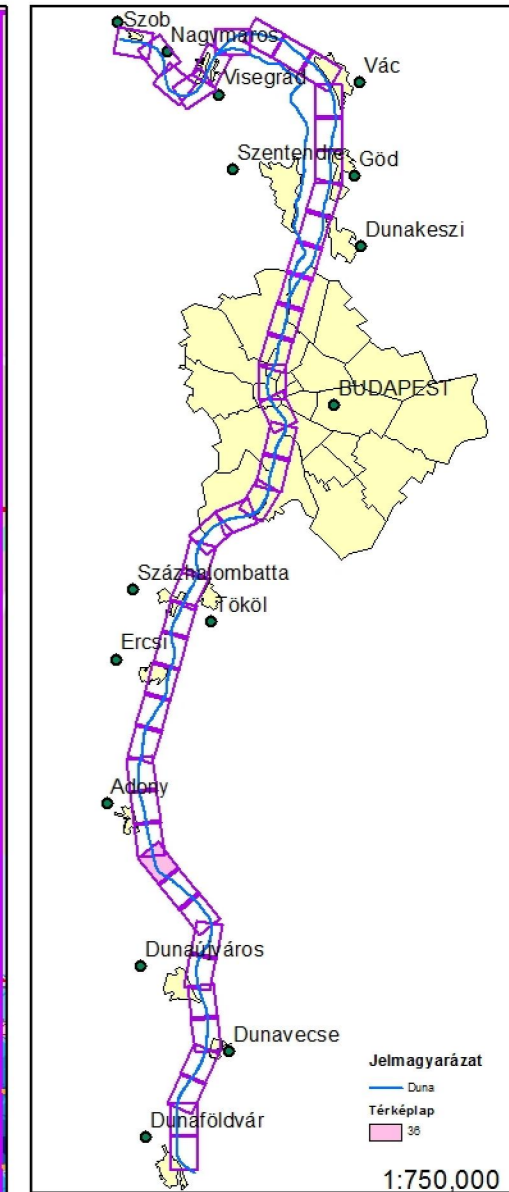 Szob
Nagymaros
Visegrád
Vác
Szentendre
Göd
Dunakeszi
BUDAPEST
Százhalombatta
Tököl
Ercsi
Adony
Dunaújváros
Dunavecse
Dunaföldvár
Jelmagyarázat
Duna
Térképlap
36
1:750,000